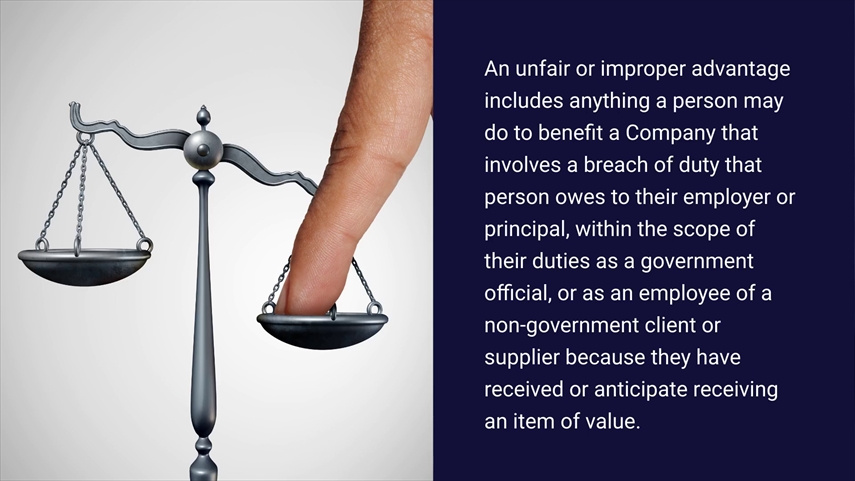 An unfair or improper advantage
includes anything a person may
do to benefit a Company that
involves a breach of duty that
person owes to their employer or
principal, within the scope of
their duties as a government
official, or as an employee of a
non-government client or
supplier because they have
received or anticipate receiving
an item of value.